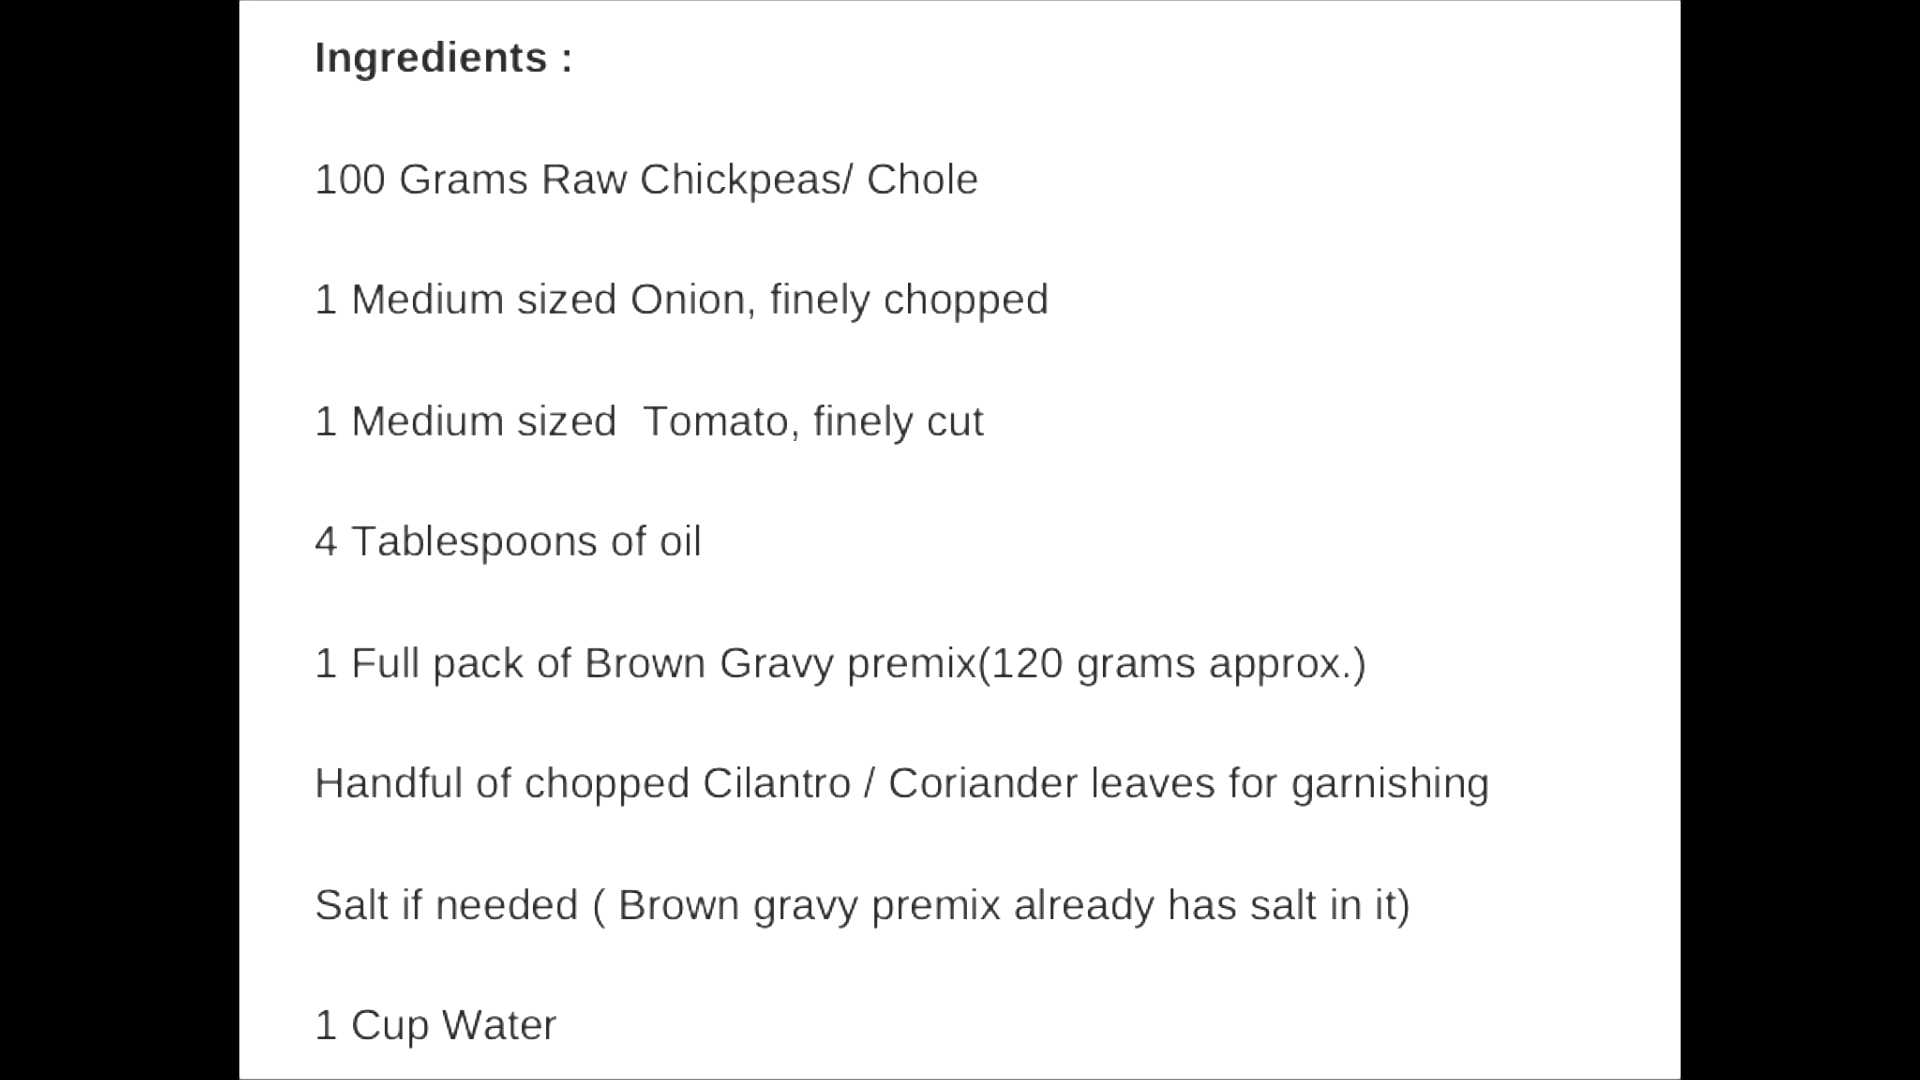 Ingredients :
100 Grams Raw Chickpeas/ Chole
1 Medium sized Onion, finely chopped
1 Medium sized  Tomato, finely cut
4 Tablespoons of oil
1 Full pack of Brown Gravy premix(120 grams approx.)
Handful of chopped Cilantro / Coriander leaves for garnishing
Salt if needed ( Brown gravy premix already has salt in it)
1 Cup Water